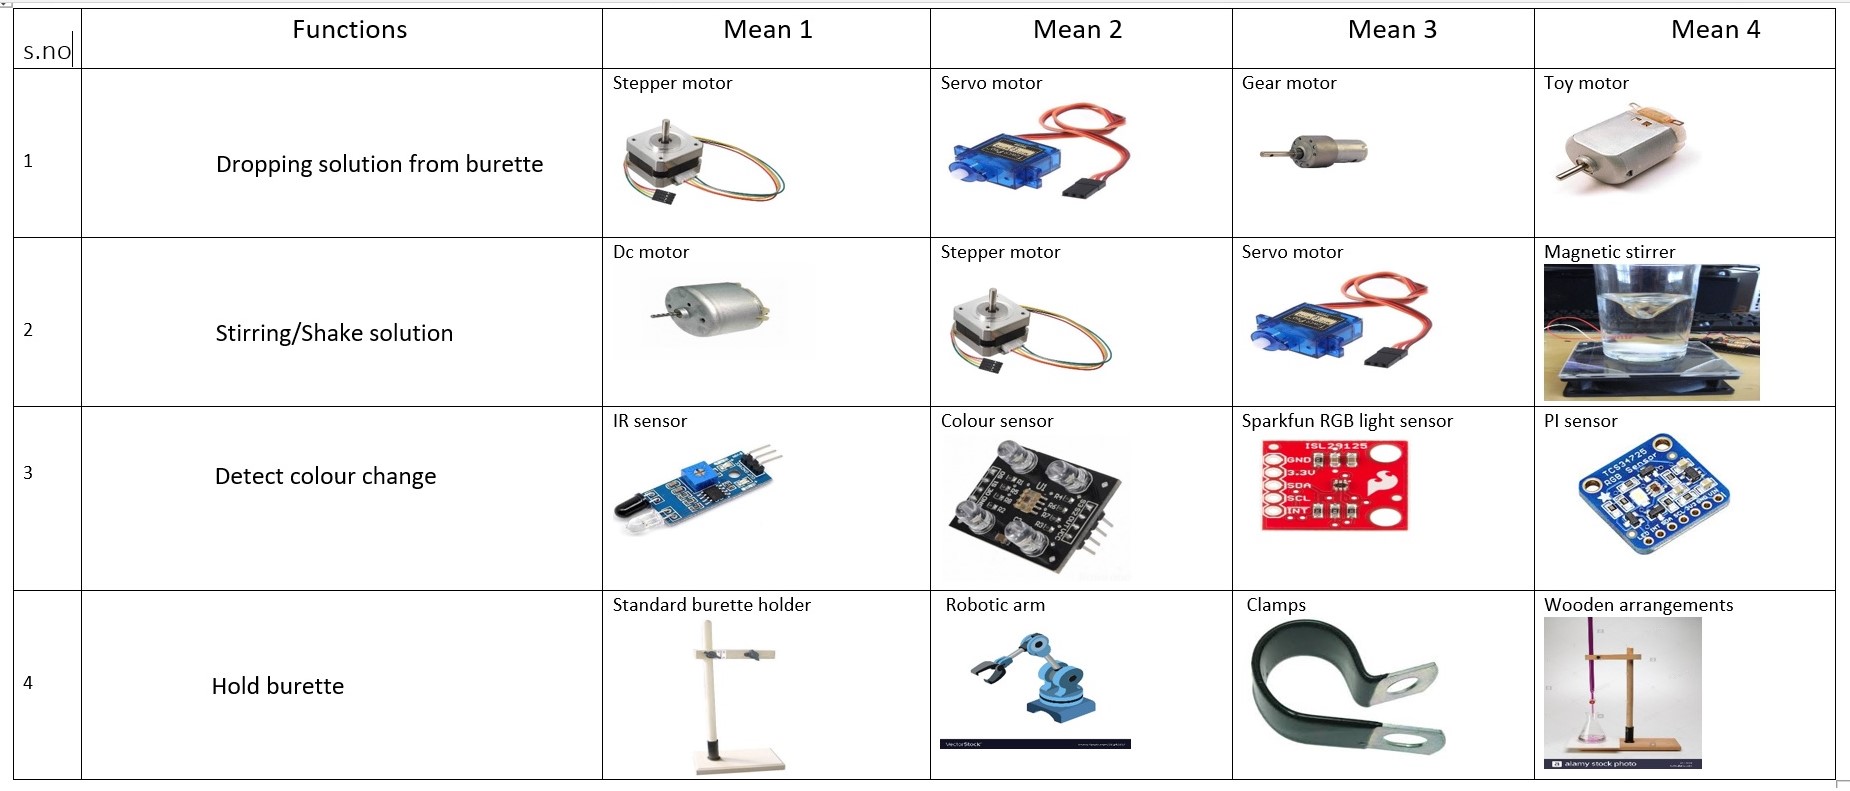 Functions Mean 1 Mean 2 Mean 3 Mean 4
s.no
Stepper motor Servo motor Gear motor Toy motor
1 Dropping solution from burette
Dc motor Stepper motor Servo motor Magnetic stirrer
2 Stirring/Shake solution
IR sensor Colour sensor Sparkfun RGB light sensor PI sensor
ISL29125
GND
3.3V
SDA
SCL
INT
U1
TCS34725
RGB Sensor
3 Detect colour change
Standard burette holder Robotic arm Clamps Wooden arrangements
4 Hold burette
VectorStock
a alamy stock photo